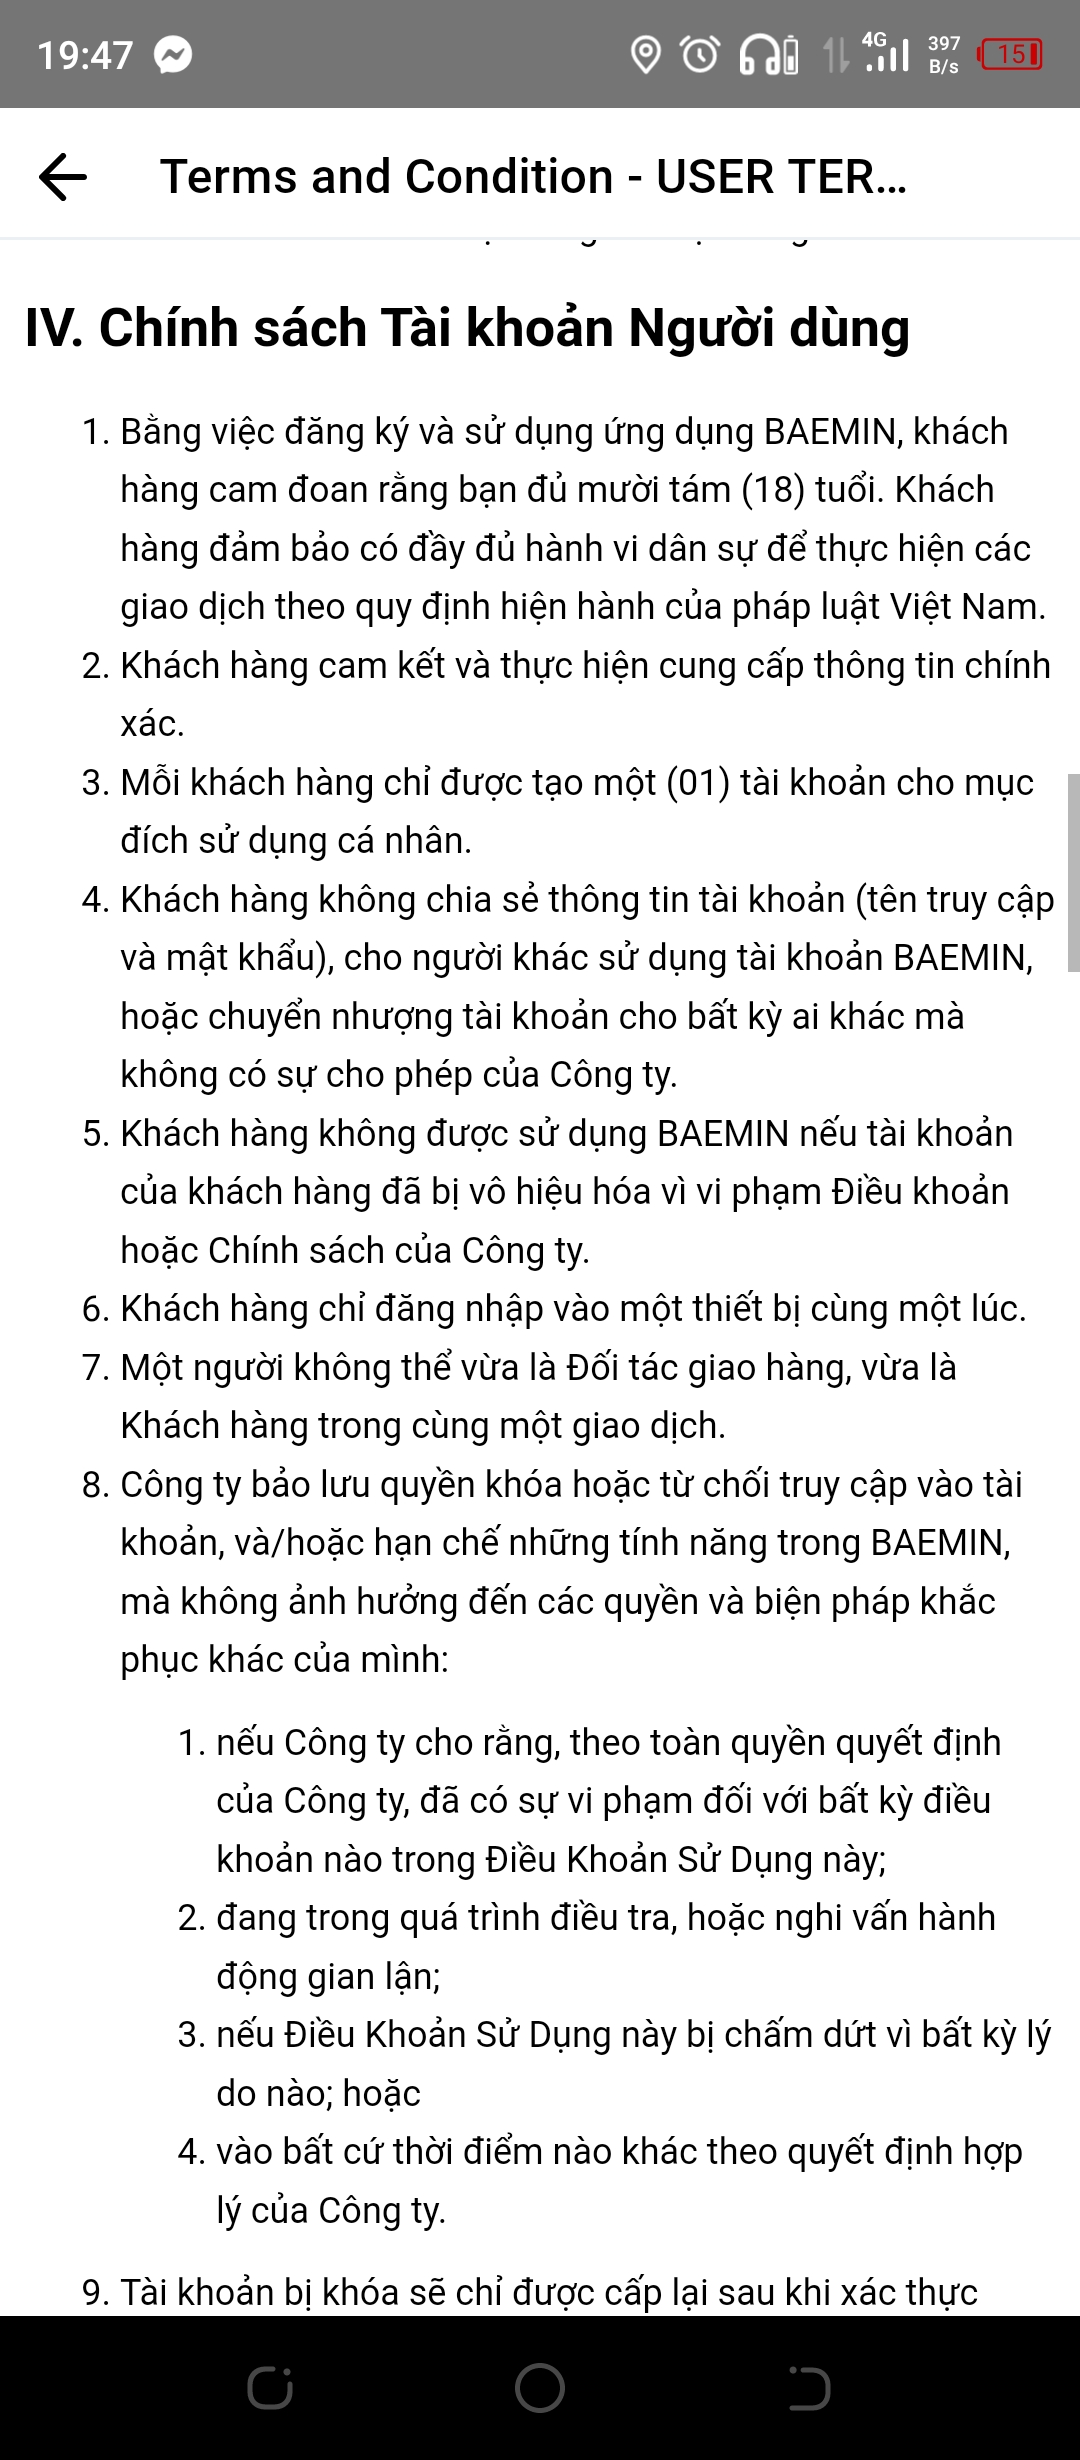 19:47
4G
397
B/s
15
Terms and Condition - USER TER...
IV. Chính sách Tài khoản Người dùng
1. Bằng việc đăng ký và sử dụng ứng dụng BAEMIN, khách
hàng cam đoan rằng bạn đủ mười tám (18) tuổi. Khách
hàng đảm bảo có đầy đủ hành vi dân sự để thực hiện các
giao dịch theo quy định hiện hành của pháp luật Việt Nam.
2. Khách hàng cam kết và thực hiện cung cấp thông tin chính
xác.
3. Mỗi khách hàng chỉ được tạo một (01) tài khoản cho mục
đích sử dụng cá nhân.
4. Khách hàng không chia sẻ thông tin tài khoản (tên truy cập
và mật khẩu), cho người khác sử dụng tài khoản BAEMIN,
hoặc chuyển nhượng tài khoản cho bất kỳ ai khác mà
không có sự cho phép của Công ty.
5. Khách hàng không được sử dụng BAEMIN nếu tài khoản
của khách hàng đã bị vô hiệu hóa vì vi phạm Điều khoản
hoặc Chính sách của Công ty.
6. Khách hàng chỉ đăng nhập vào một thiết bị cùng một lúc.
7. Một người không thể vừa là Đối tác giao hàng, vừa là
Khách hàng trong cùng một giao dịch.
8. Công ty bảo lưu quyền khóa hoặc từ chối truy cập vào tài
khoản, và/hoặc hạn chế những tính năng trong BAEMIN,
mà không ảnh hưởng đến các quyền và biện pháp khắc
phục khác của mình:
1. nếu Công ty cho rằng, theo toàn quyền quyết định
của Công ty, đã có sự vi phạm đối với bất kỳ điều
khoản nào trong Điều Khoản Sử Dụng này;
2. đang trong quá trình điều tra, hoặc nghi vấn hành
động gian lận;
3. nếu Điều Khoản Sử Dụng này bị chấm dứt vì bất kỳ lý
do nào; hoặc
4. vào bất cứ thời điểm nào khác theo quyết định hợp
lý của Công ty.
9. Tài khoản bị khóa sẽ chỉ được cấp lại sau khi xác thực